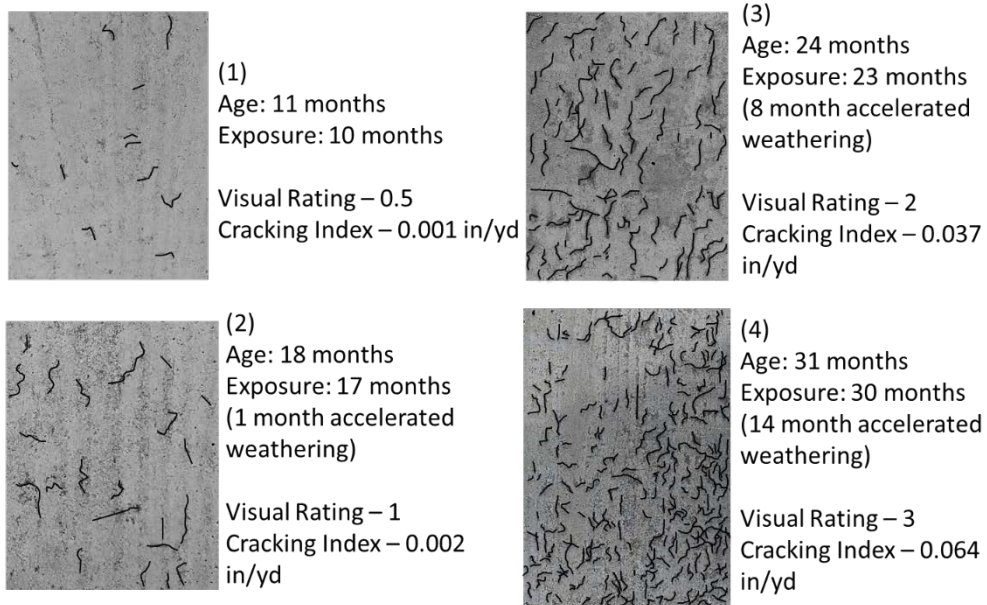 (1)
Age: 11 months
Exposure: 10 months
Visual Rating – 0.5
Cracking Index – 0.001 in/yd
(2)
Age: 18 months
Exposure: 17 months
(1 month accelerated
weathering)
Visual Rating – 1
Cracking Index – 0.002
in/yd
(3)
Age: 24 months
Exposure: 23 months
(8 month accelerated
weathering)
Visual Rating – 2
Cracking Index – 0.037
in/yd
(4)
Age: 31 months
Exposure: 30 months
(14 month accelerated
weathering)
Visual Rating – 3
Cracking Index – 0.064
in/yd